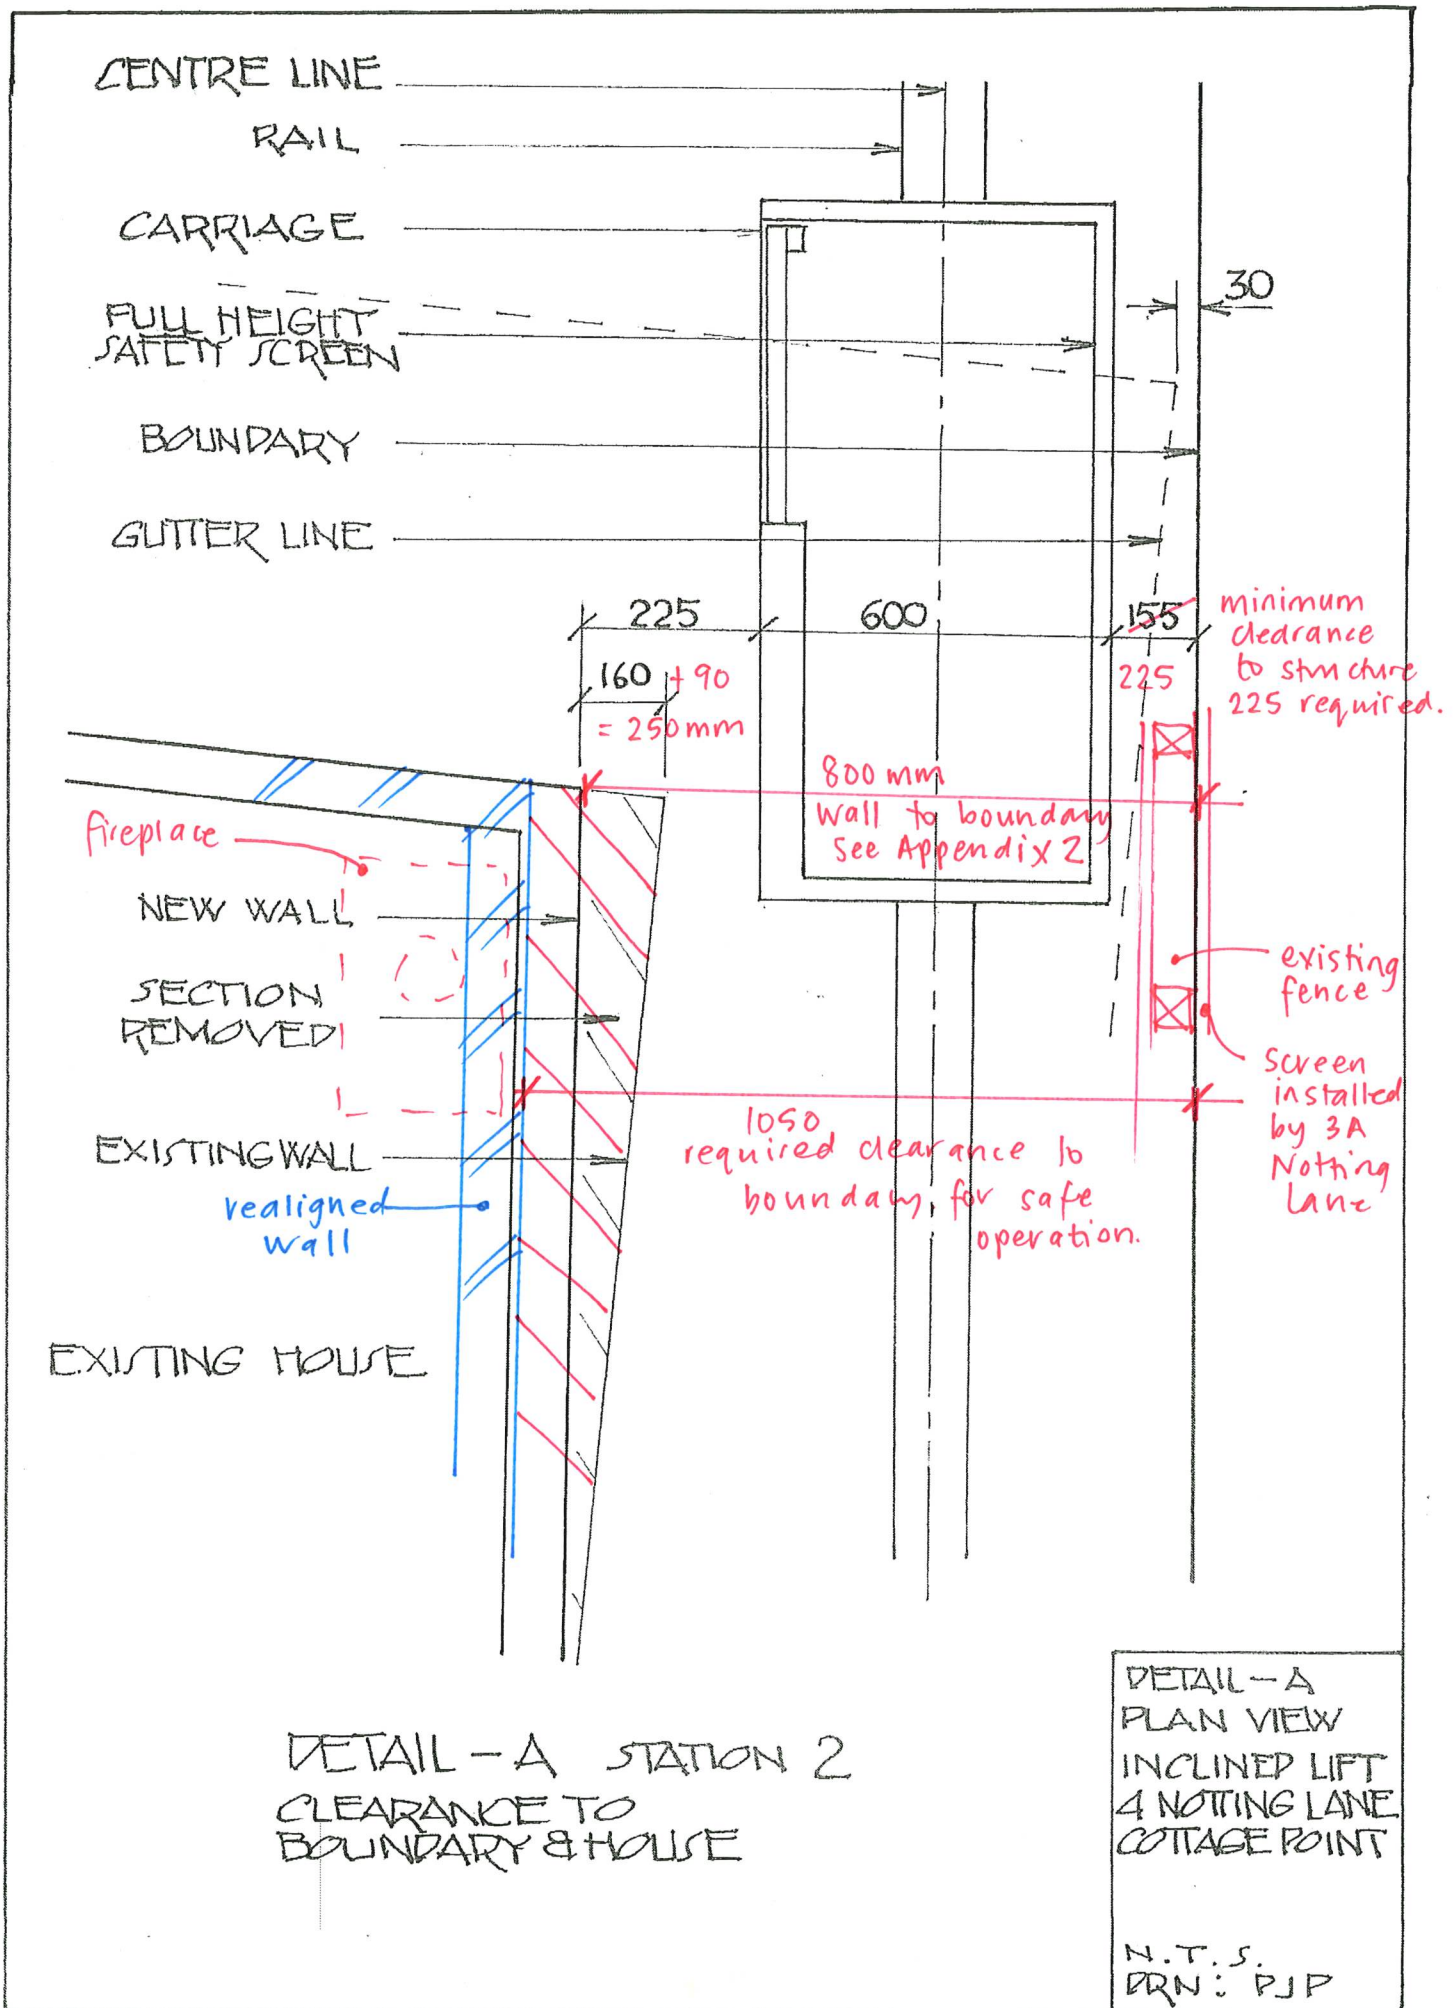 CENTRE LINE
RAIL
CARRIAGE
30
FULL HEIGHT
SAFETY SCREEN
BOUNDARY
GUTTER LINE
225
600
155
minimum
clearance
to structure
225 required.
160
+ 90
= 250mm
225
800 mm
wall to boundary
see Appendix 2
fireplace
NEW WALL
existing
fence
SECTION
REMOVED
screen
installed
by 3A
Notting
Lane
1050
required clearance to
boundary for safe
operation.
EXISTING WALL
realigned
wall
EXISTING HOUSE
DETAIL - A STATION 2
CLEARANCE TO
BOUNDARY & HOUSE
DETAIL - A
PLAN VIEW
INCLINED LIFT
4 NOTTING LANE
COTTAGE POINT
N.T.S.
DRN: PJP